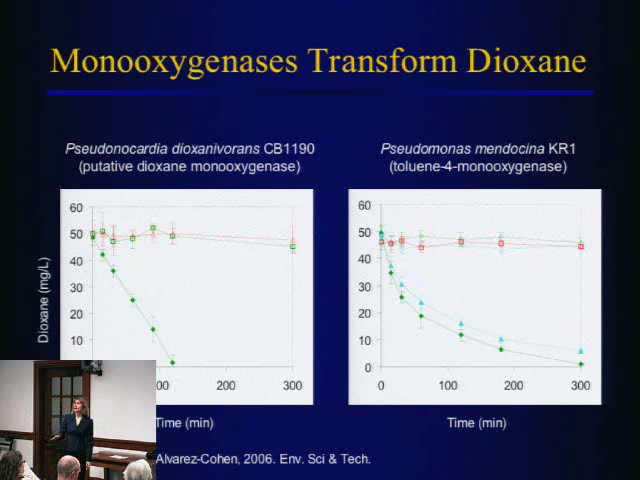 Monooxygenases Transform Dioxane
Pseudonocardia dioxanivorans CB1190
(putative dioxane monooxygenase)
Pseudomonas mendocina KR1
(toluene-4-monooxygenase)
Dioxane (mg/L)
60
50
40
30
20
10
00
200
300
Time (min)
60
50
40
30
20
10
0
0
100
200
300
Time (min)
Alvarez-Cohen, 2006. Env. Sci & Tech.